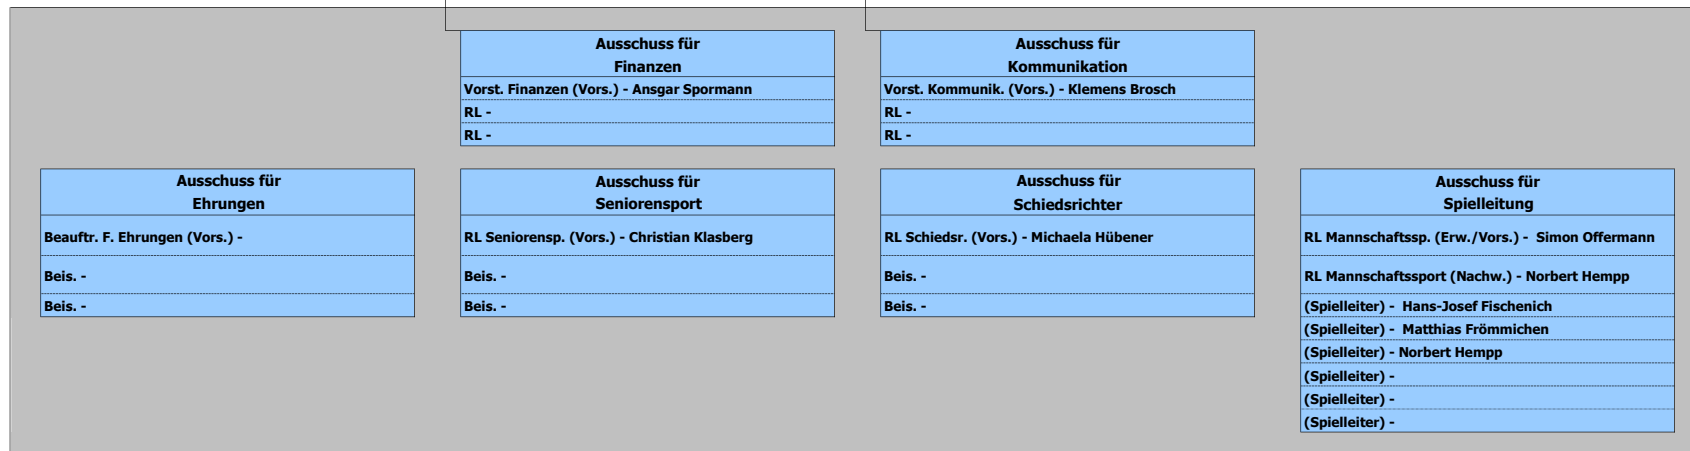 Ausschuss für
Finanzen
Vorst. Finanzen (Vors.) - Ansgar Spormann
RL -
RL -
Ausschuss für
Kommunikation
Vorst. Kommunik. (Vors.) - Klemens Brosch
RL -
RL -
Ausschuss für
Ehrungen
Beauftr. F. Ehrungen (Vors.) -
Beis. -
Beis. -
Ausschuss für
Seniorensport
RL Seniorensp. (Vors.) - Christian Klasberg
Beis. -
Beis. -
Ausschuss für
Schiedsrichter
RL Schiedsr. (Vors.) - Michaela Hübener
Beis. -
Beis. -
Ausschuss für
Spielleitung
RL Mannschaftssp. (Erw./Vors.) - Simon Offermann
RL Mannschaftssport (Nachw.) - Norbert Hempp
(Spielleiter) - Hans-Josef Fischenich
(Spielleiter) - Matthias Frömmichen
(Spielleiter) - Norbert Hempp
(Spielleiter) -
(Spielleiter) -
(Spielleiter) -